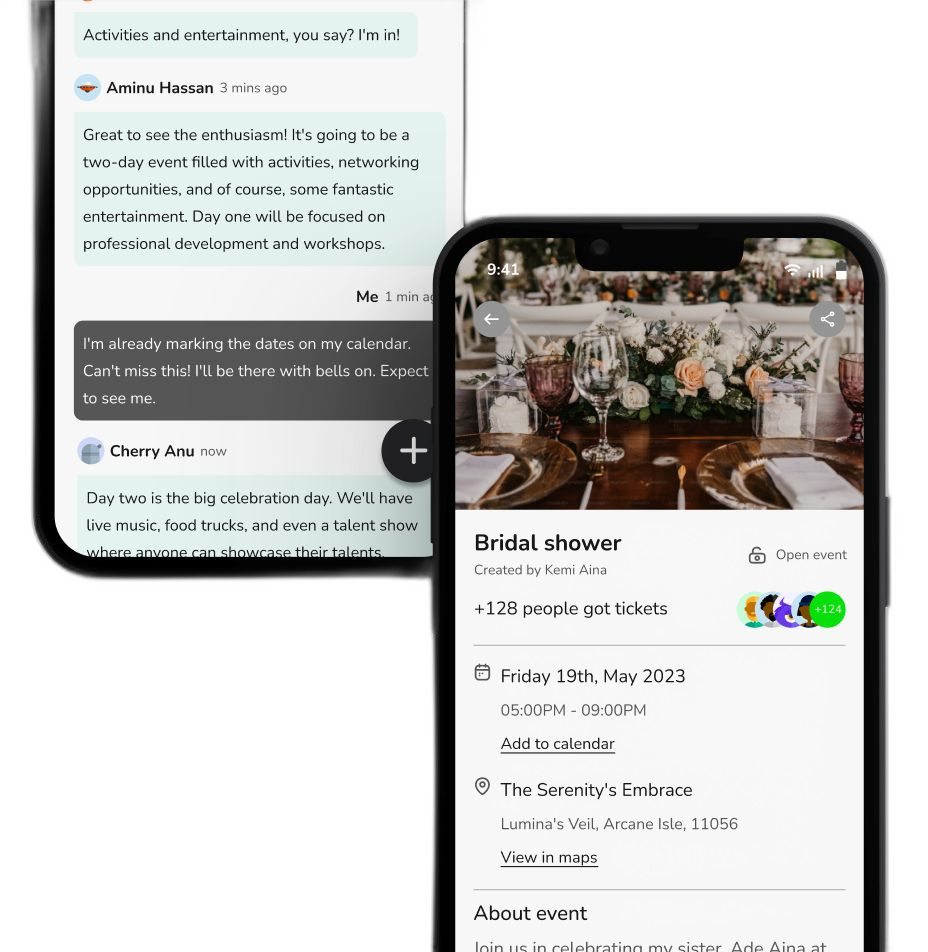 Activities and entertainment, you say? I'm in!
Aminu Hassan 3 mins ago
Great to see the enthusiasm! It's going to be a
two-day event filled with activities, networking
opportunities, and of course, some fantastic
entertainment. Day one will be focused on
professional development and workshops.
Me 1 min
I'm already marking the dates on my calendar.
Can't miss this! I'll be there with bells on. Expect
to see me.
Cherry Anu now
Day two is the big celebration day. We'll have
live music, food trucks, and even a talent show
where anyone can showcase their talents.
9:41
Bridal shower
Open event
Created by Kemi Aina
+128 people got tickets
+124
Friday 19th, May 2023
05:00PM - 09:00PM
Add to calendar
The Serenity's Embrace
Lumina's Veil, Arcane Isle, 11056
View in maps
About event
Join us in celebrating my sister, Ade Aina at